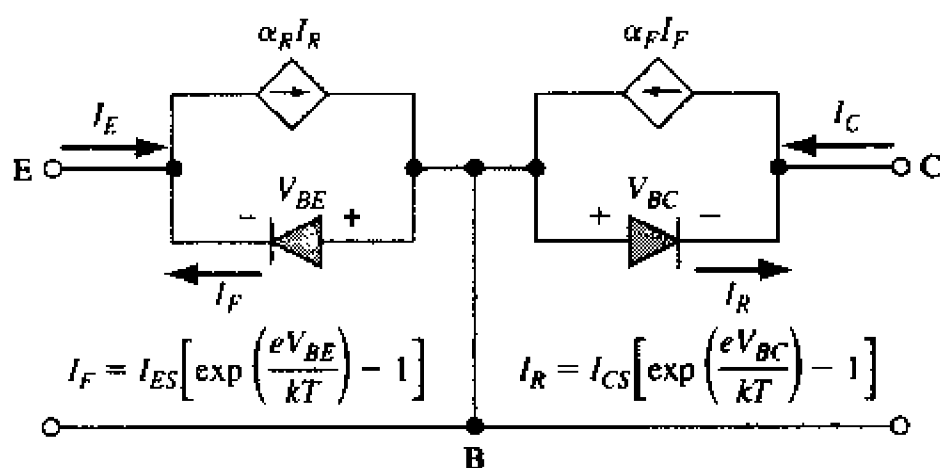 α_R I_R α_F I_F
I_E I_C
E C
V_BE V_BC
− + + −
I_F I_R
I_F = I_ES[exp(eV_BE/kT) − 1] I_R = I_CS[exp(eV_BC/kT) − 1]
B